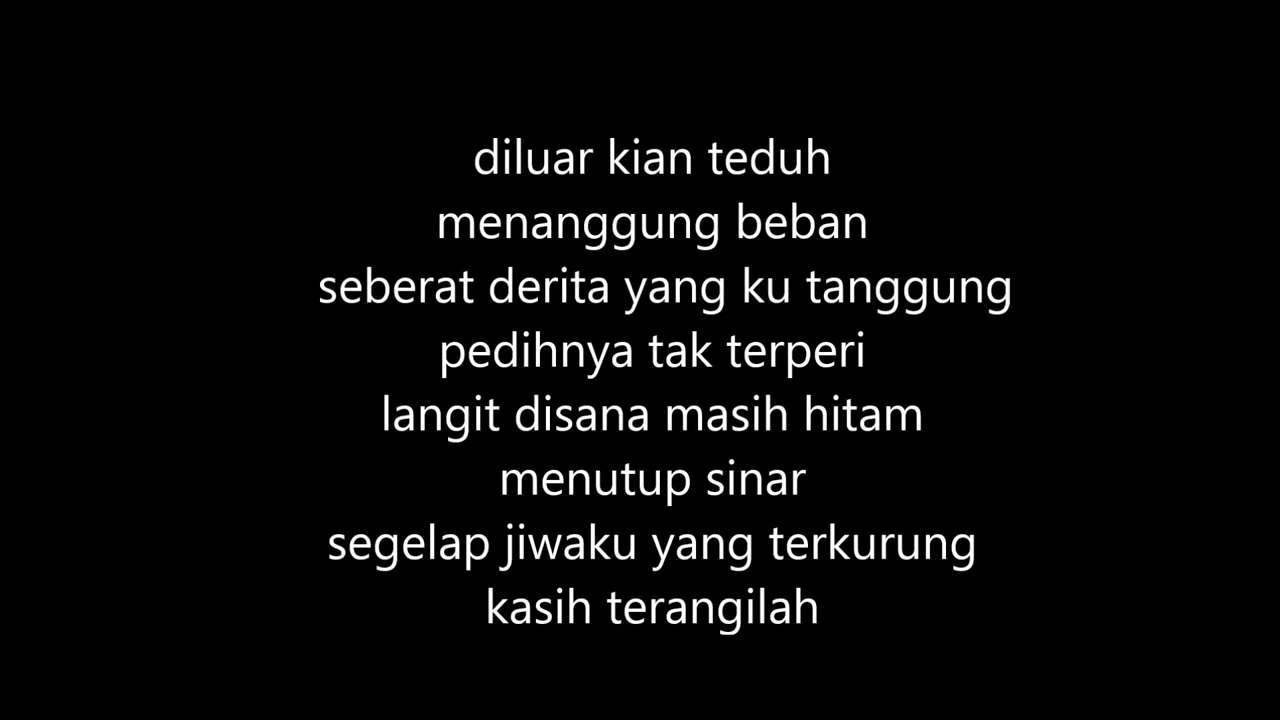 diluar kian teduh
menanggung beban
seberat derita yang ku tanggung
pedihnya tak terperi
langit disana masih hitam
menutup sinar
segelap jiwaku yang terkurung
kasih terangilah